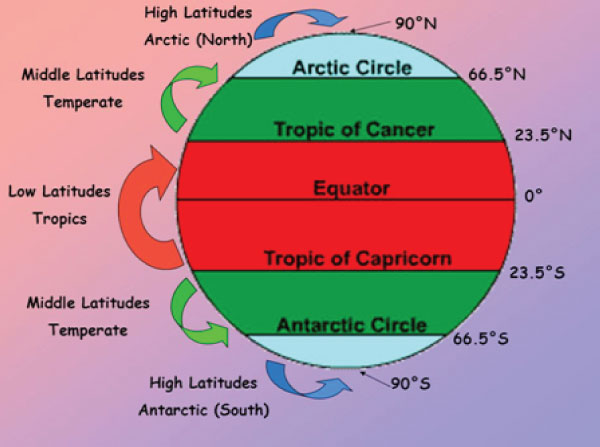 High Latitudes
Arctic (North)
90°N
Arctic Circle
66.5°N
Middle Latitudes
Temperate
Tropic of Cancer
23.5°N
Low Latitudes
Tropics
Equator
0°
Tropic of Capricorn
23.5°S
Middle Latitudes
Temperate
Antarctic Circle
66.5°S
High Latitudes
Antarctic (South)
90°S